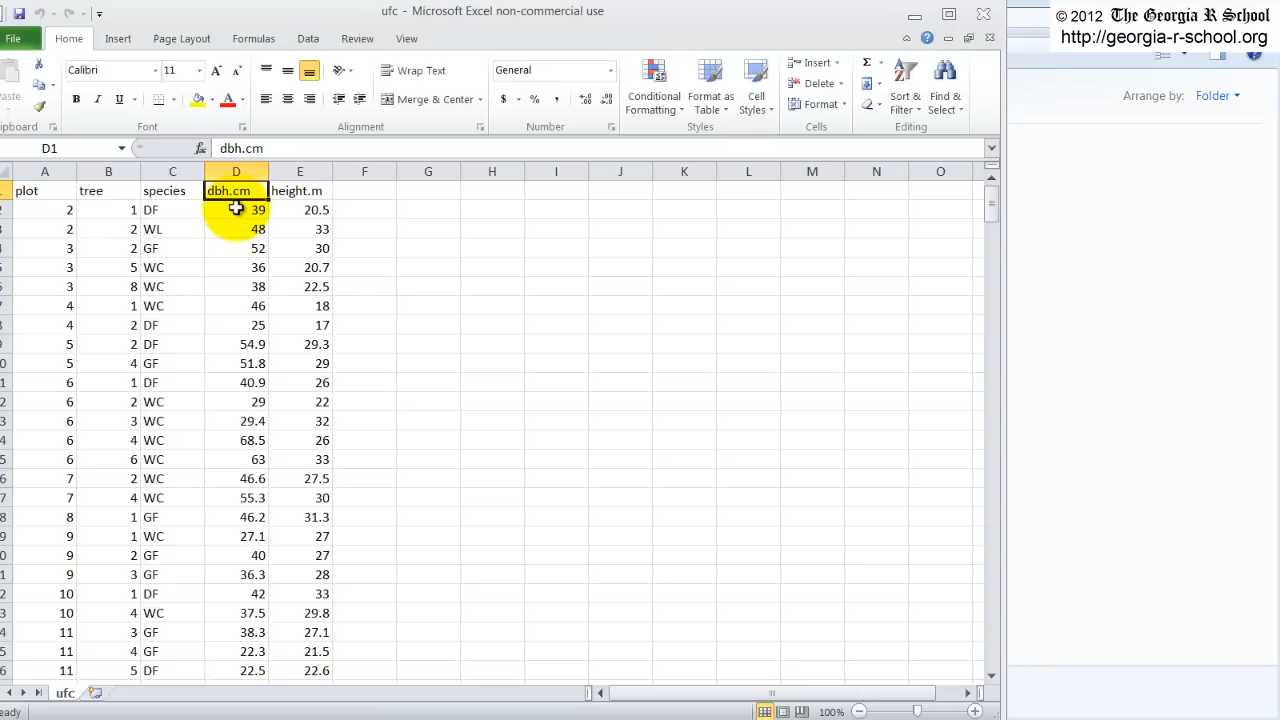 ufc - Microsoft Excel non-commercial use
© 2012 The Georgia R School
http://georgia-r-school.org
File Home Insert Page Layout Formulas Data Review View
Calibri 11 Wrap Text General Conditional Formatting Format as Table Cell Styles Insert Delete Format Sort & Filter Find & Select
Paste B I U Merge & Center $ % ,
Clipboard Font Alignment Number Styles Cells Editing
Arrange by: Folder
D1 fx dbh.cm
A B C D E F G H I J K L M N O
plot tree species dbh.cm height.m
2 1 DF 39 20.5
2 2 WL 48 33
3 2 GF 52 30
3 5 WC 36 20.7
3 8 WC 38 22.5
4 1 WC 46 18
4 2 DF 25 17
5 2 DF 54.9 29.3
5 4 GF 51.8 29
6 1 DF 40.9 26
6 2 WC 29 22
6 3 WC 29.4 32
6 4 WC 68.5 26
6 6 WC 63 33
7 2 WC 46.6 27.5
7 4 WC 55.3 30
8 1 GF 46.2 31.3
9 1 WC 27.1 27
9 2 GF 40 27
9 3 GF 36.3 28
10 1 DF 42 33
10 4 WC 37.5 29.8
11 3 GF 38.3 27.1
11 4 GF 22.3 21.5
11 5 DF 22.5 22.6
ufc
eady 100%